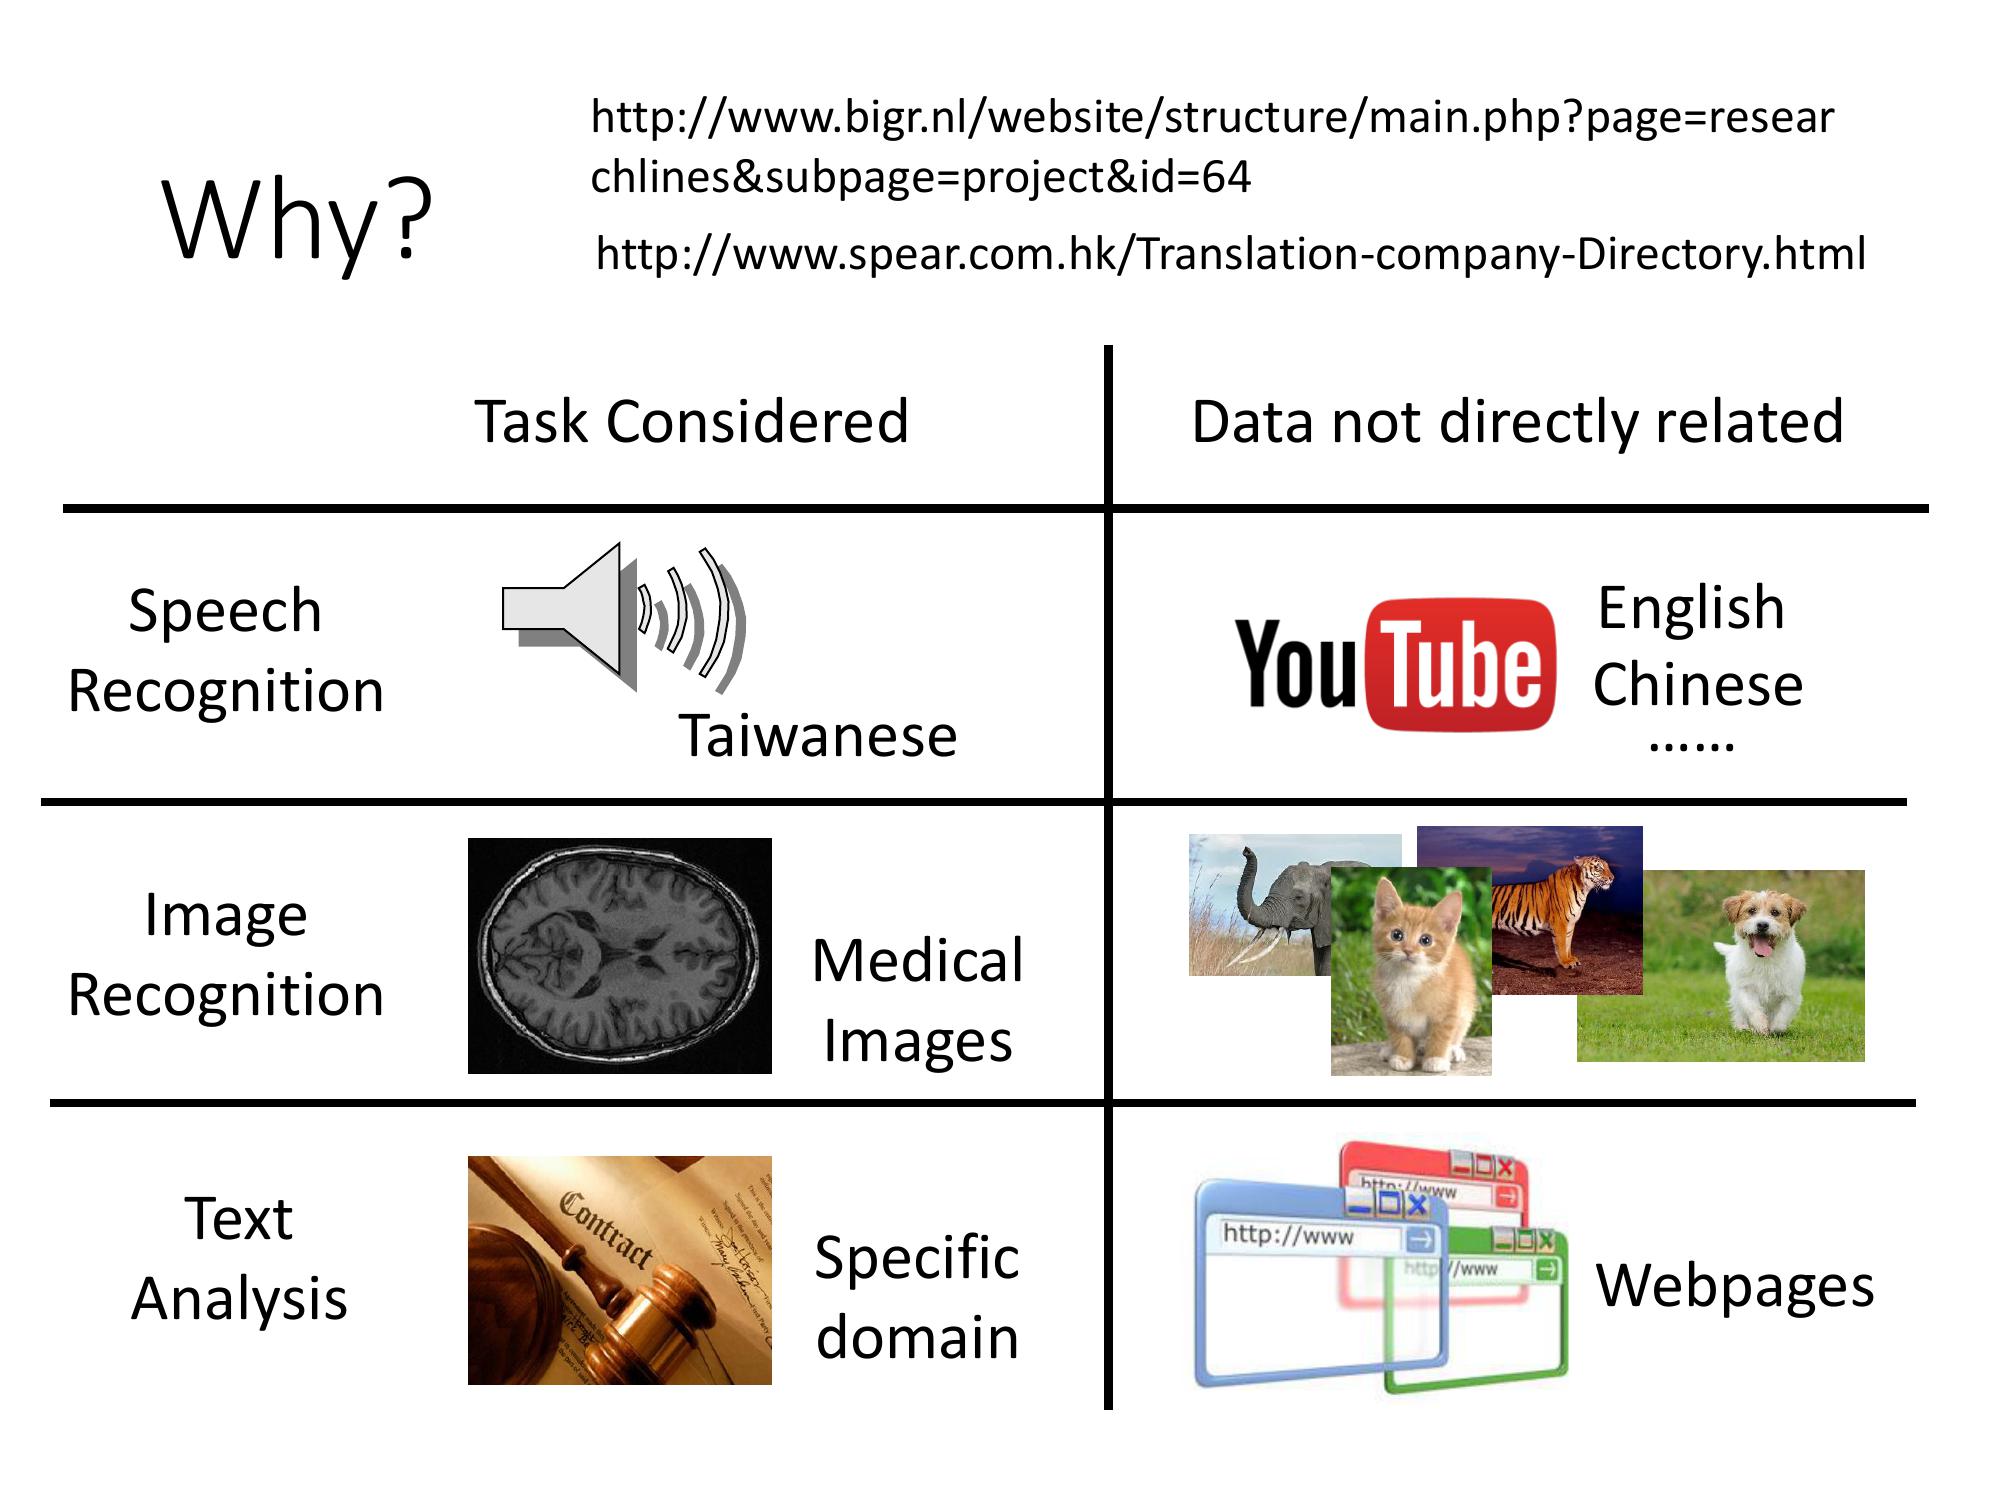 Why?
http://www.bigr.nl/website/structure/main.php?page=resear
chlines&subpage=project&id=64
http://www.spear.com.hk/Translation-company-Directory.html
Task Considered
Data not directly related
Speech
Recognition
Taiwanese
YouTube
English
Chinese
......
Image
Recognition
Medical
Images
Text
Analysis
Contract
Specific
domain
http://www
http://www
http://www
Webpages